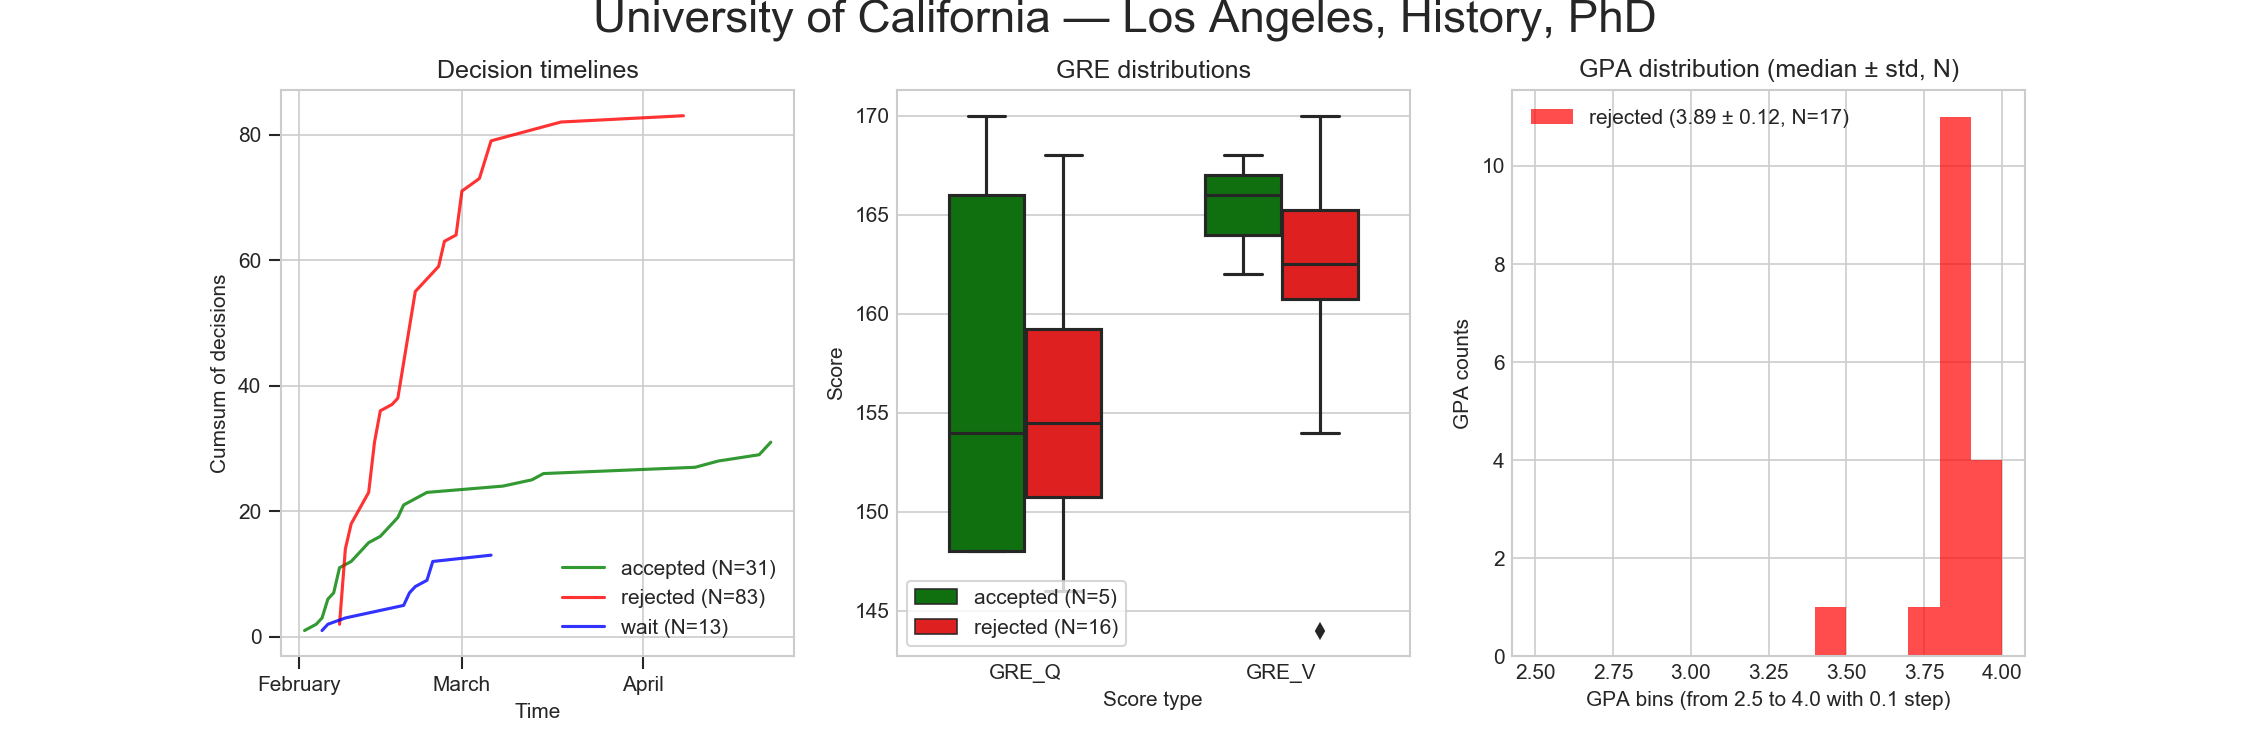 University of California — Los Angeles, History, PhD
Decision timelines
Cumsum of decisions
80
60
40
20
0
accepted (N=31)
rejected (N=83)
wait (N=13)
February
March
April
Time
GRE distributions
Score
170
165
160
155
150
145
accepted (N=5)
rejected (N=16)
GRE_Q
GRE_V
Score type
GPA distribution (median ± std, N)
rejected (3.89 ± 0.12, N=17)
GPA counts
10
8
6
4
2
0
2.50
2.75
3.00
3.25
3.50
3.75
4.00
GPA bins (from 2.5 to 4.0 with 0.1 step)